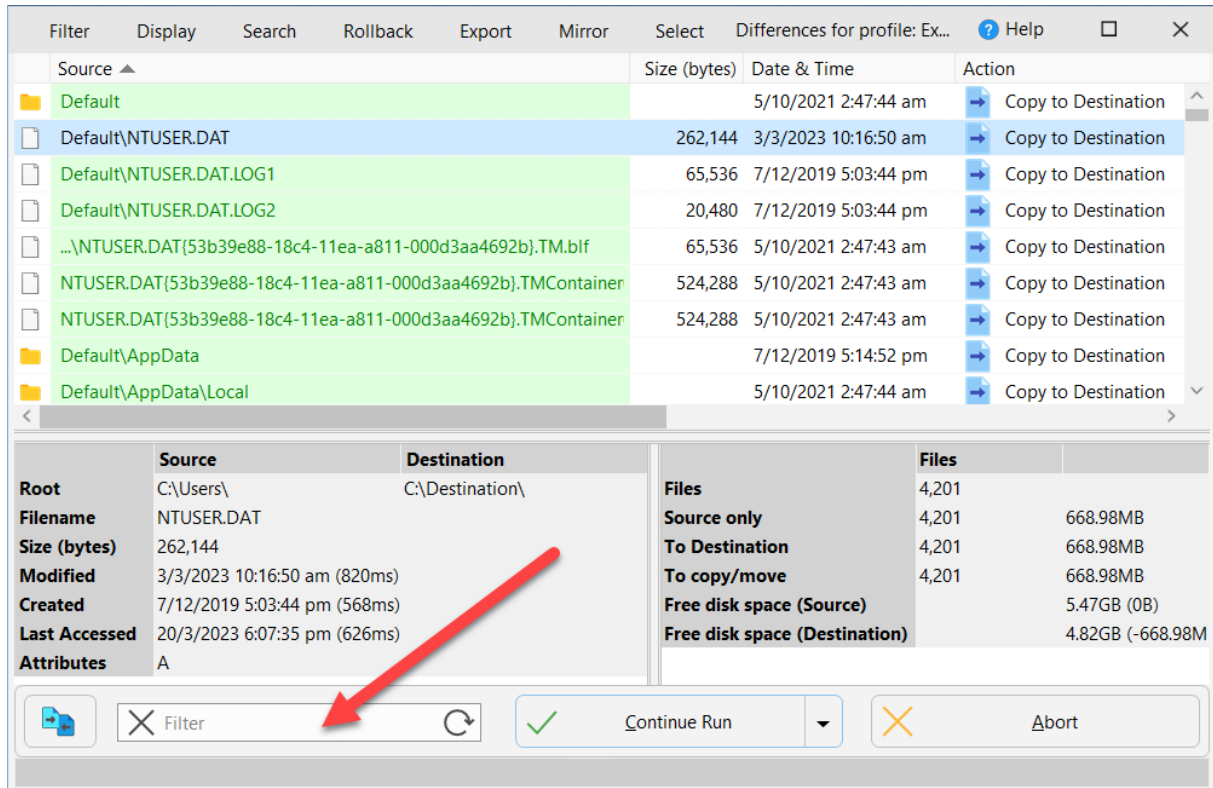 Filter Display Search Rollback Export Mirror Select Differences for profile: Ex... ? Help
Source Size (bytes) Date & Time Action
Default 5/10/2021 2:47:44 am Copy to Destination
Default\NTUSER.DAT 262,144 3/3/2023 10:16:50 am Copy to Destination
Default\NTUSER.DAT.LOG1 65,536 7/12/2019 5:03:44 pm Copy to Destination
Default\NTUSER.DAT.LOG2 20,480 7/12/2019 5:03:44 pm Copy to Destination
...\NTUSER.DAT{53b39e88-18c4-11ea-a811-000d3aa4692b}.TM.blf 65,536 5/10/2021 2:47:43 am Copy to Destination
NTUSER.DAT{53b39e88-18c4-11ea-a811-000d3aa4692b}.TMContainer 524,288 5/10/2021 2:47:43 am Copy to Destination
NTUSER.DAT{53b39e88-18c4-11ea-a811-000d3aa4692b}.TMContainer 524,288 5/10/2021 2:47:43 am Copy to Destination
Default\AppData 7/12/2019 5:14:52 pm Copy to Destination
Default\AppData\Local 5/10/2021 2:47:44 am Copy to Destination
Source Destination
Root C:\Users\ C:\Destination\
Filename NTUSER.DAT
Size (bytes) 262,144
Modified 3/3/2023 10:16:50 am (820ms)
Created 7/12/2019 5:03:44 pm (568ms)
Last Accessed 20/3/2023 6:07:35 pm (626ms)
Attributes A
Files
Files 4,201
Source only 4,201 668.98MB
To Destination 4,201 668.98MB
To copy/move 4,201 668.98MB
Free disk space (Source) 5.47GB (0B)
Free disk space (Destination) 4.82GB (-668.98M
Filter Continue Run Abort